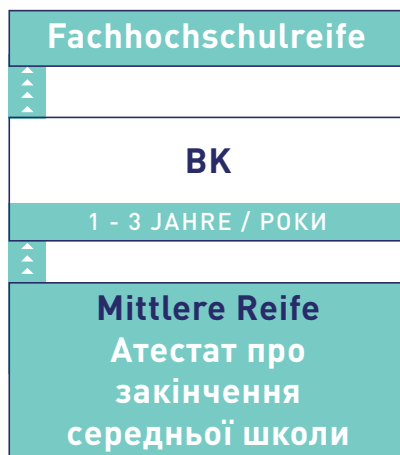 Fachhochschulreife
BK
1 - 3 JAHRE / РОКИ
Mittlere Reife
Атестат про
закінчення
середньої школи